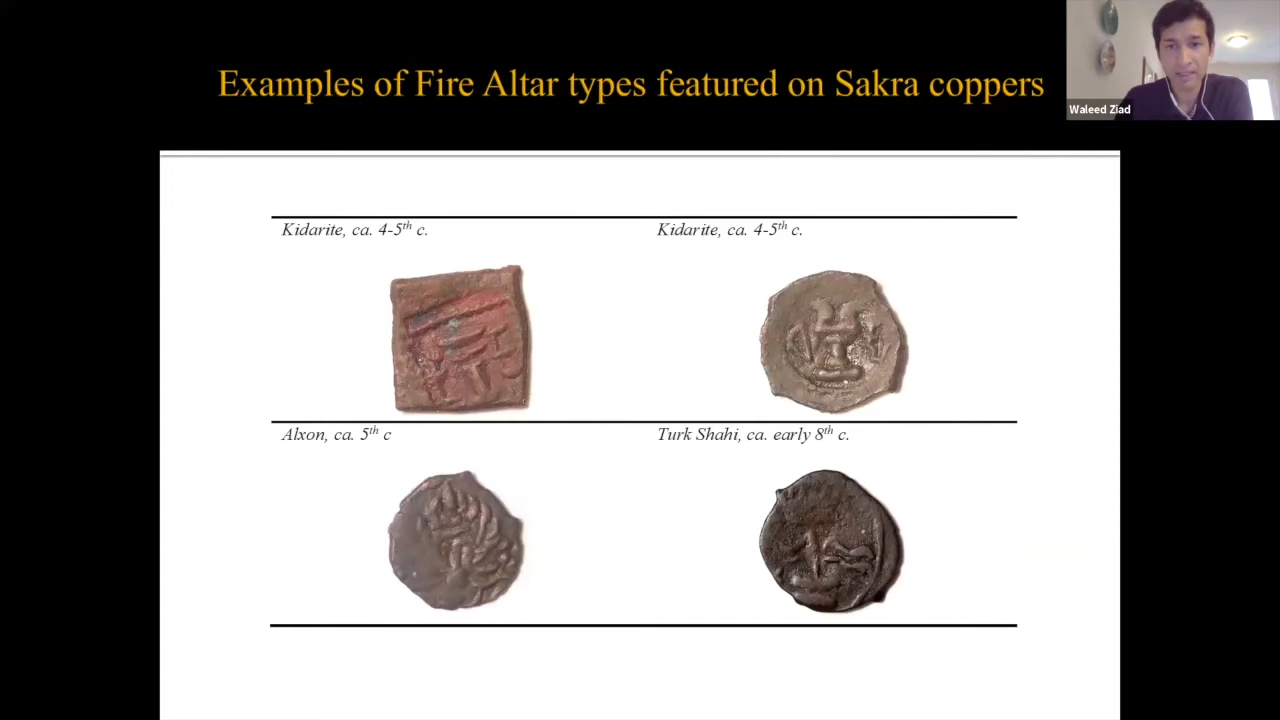 Examples of Fire Altar types featured on Sakra coppers
Waleed Ziad
Kidarite, ca. 4-5th c.
Kidarite, ca. 4-5th c.
Alxon, ca. 5th c
Turk Shahi, ca. early 8th c.